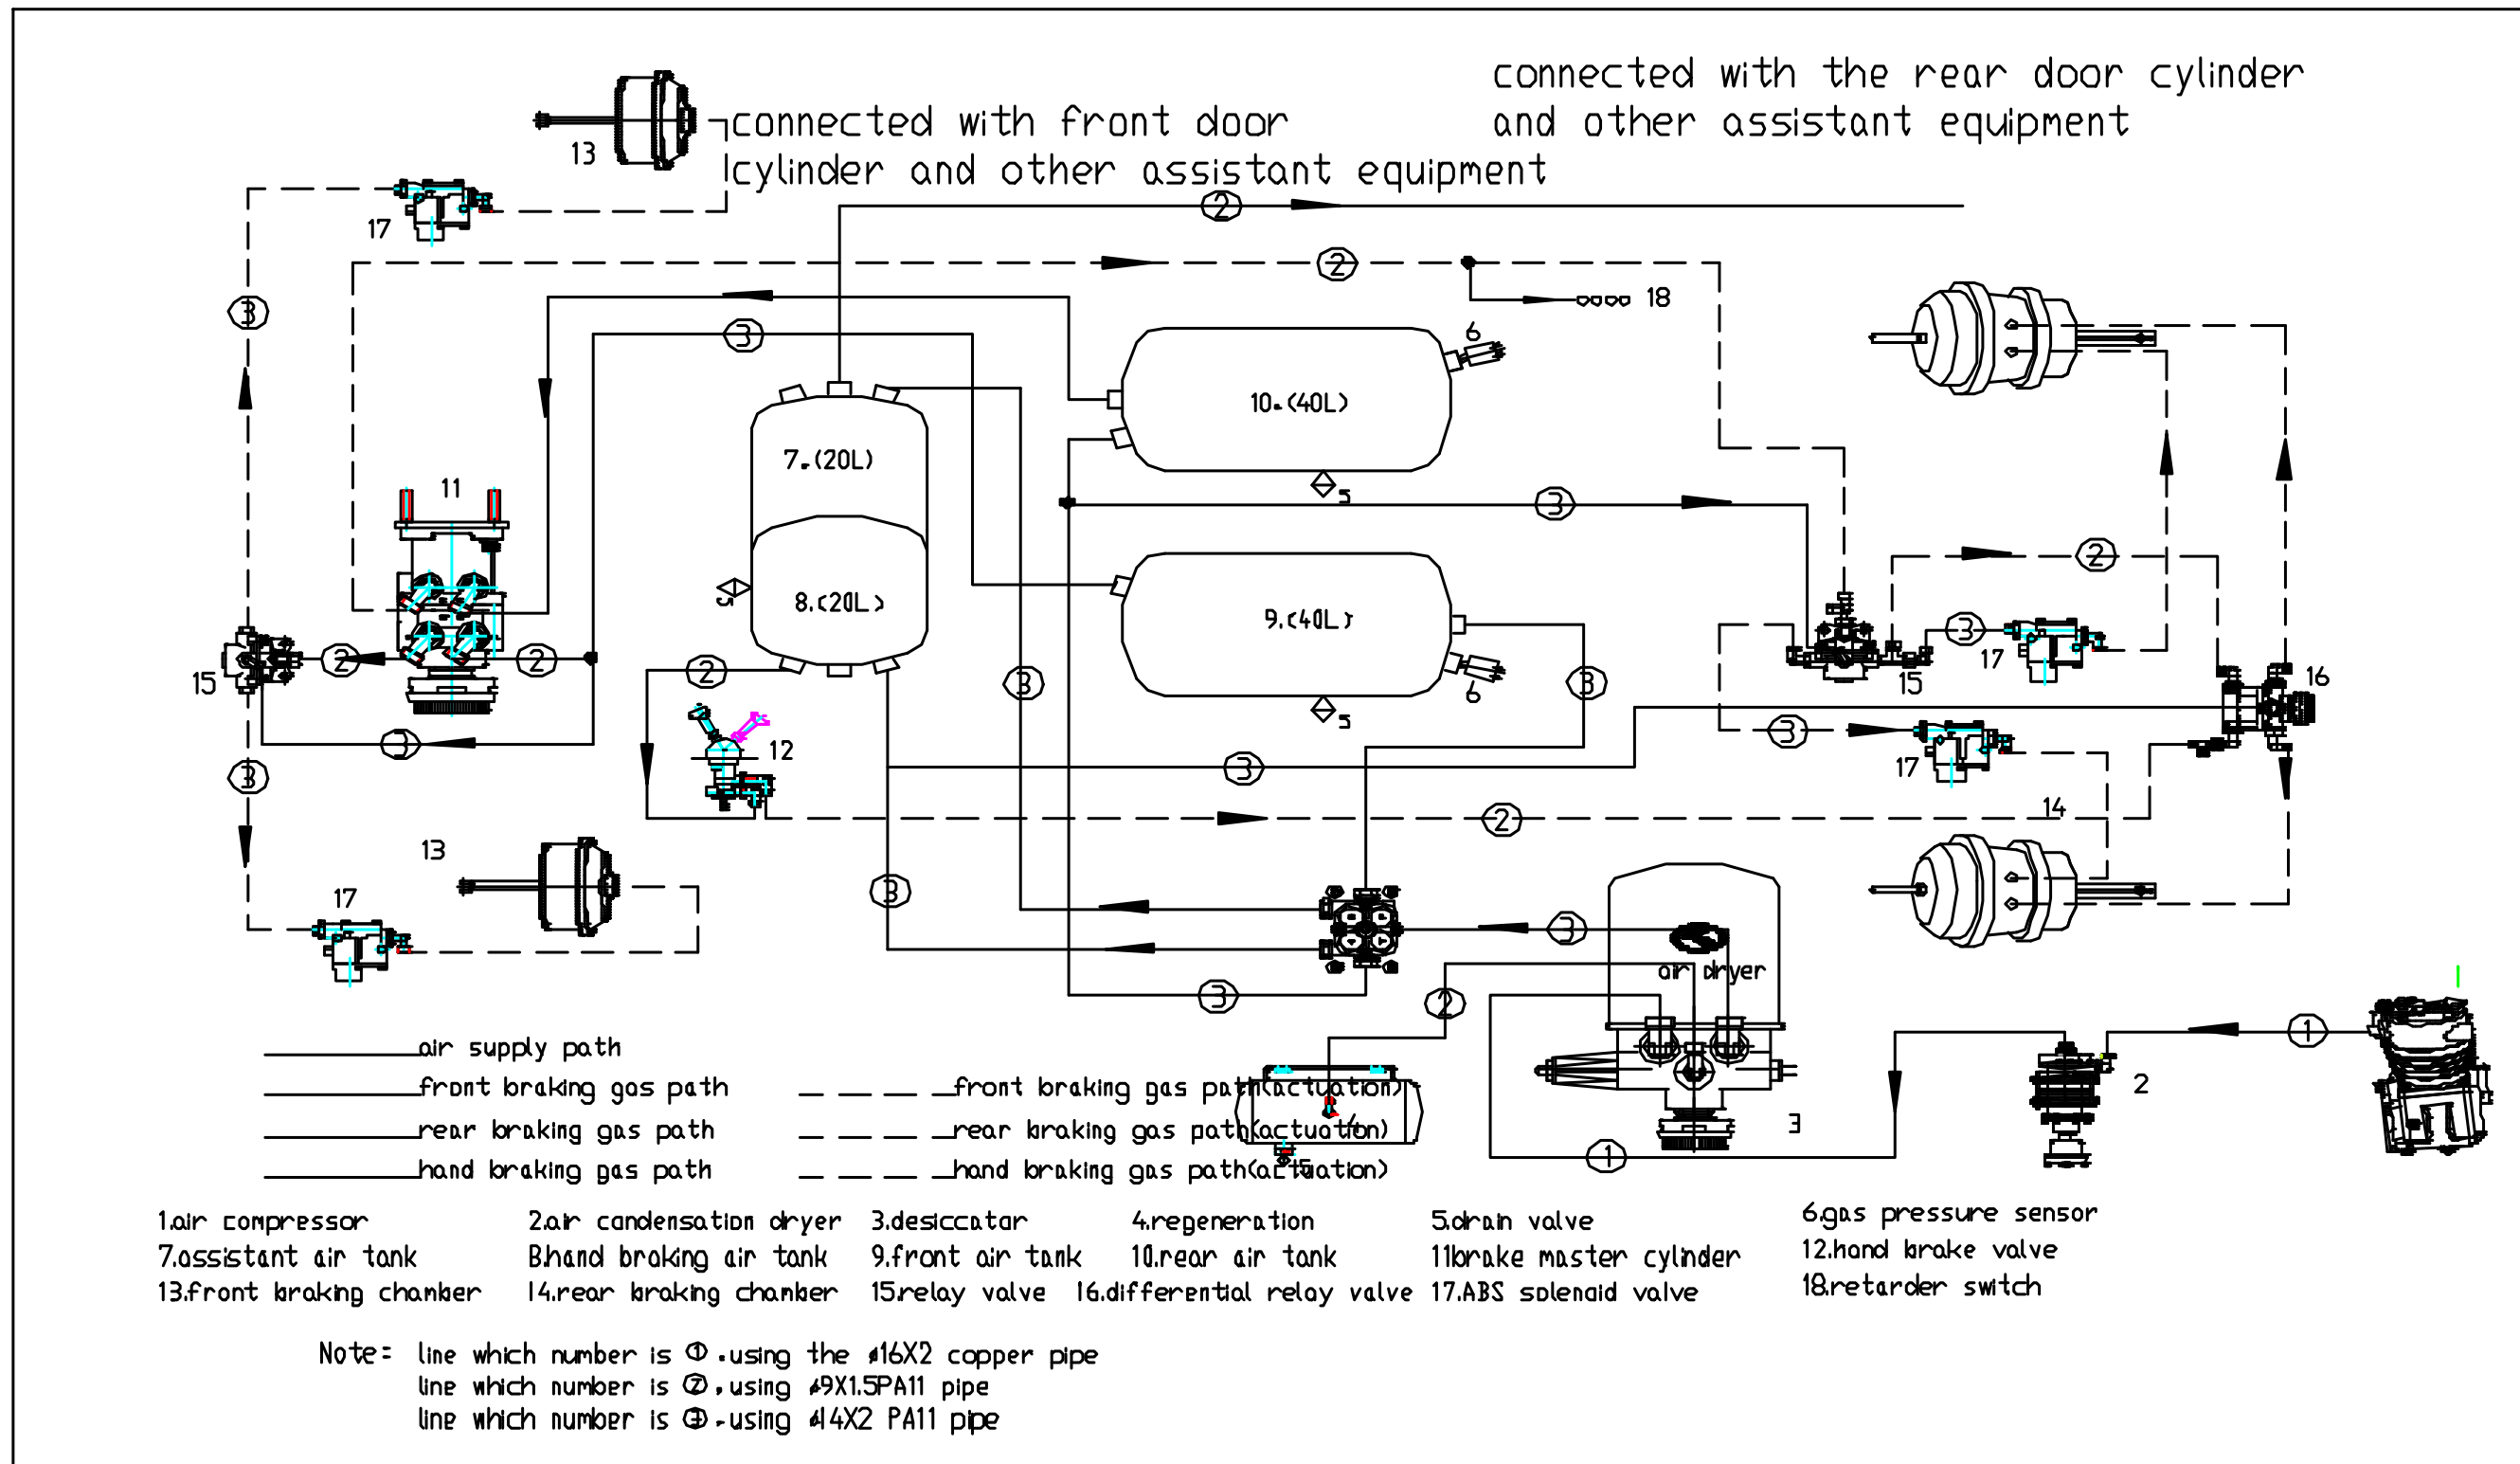 connected with the rear door cylinder
and other assistant equipment
connected with front door
cylinder and other assistant equipment
13
17
2
2
18
3
3
6
10.(40L)
7.(20L)
11
5
3
2
5
8.(20L)
9.(40L)
3
17
15
2
2
15
2
3
3
6
5
16
3
3
12
3
3
17
2
14
13
17
3
3
air dryer
3
2
1
2
3
4
5
1
air supply path
front braking gas path
front braking gas path(actuation)
rear braking gas path
rear braking gas path(actuation)
hand braking gas path
hand braking gas path(actuation)
1.air compressor 2.air candensation dryer 3.desiccatar 4.regeneration 5.drain valve 6.gas pressure sensor
7.assistant air tank 8.hand braking air tank 9.front air tank 10.rear air tank 11brake master cylinder 12.hand brake valve
13.front braking chamber 14.rear braking chamber 15.relay valve 16.differential relay valve 17.ABS solenaid valve 18.retarder switch
Note: line which number is ① .using the ø16X2 copper pipe
line which number is ②, using ø9X1.5PA11 pipe
line which number is ③ .using ø14X2 PA11 pipe